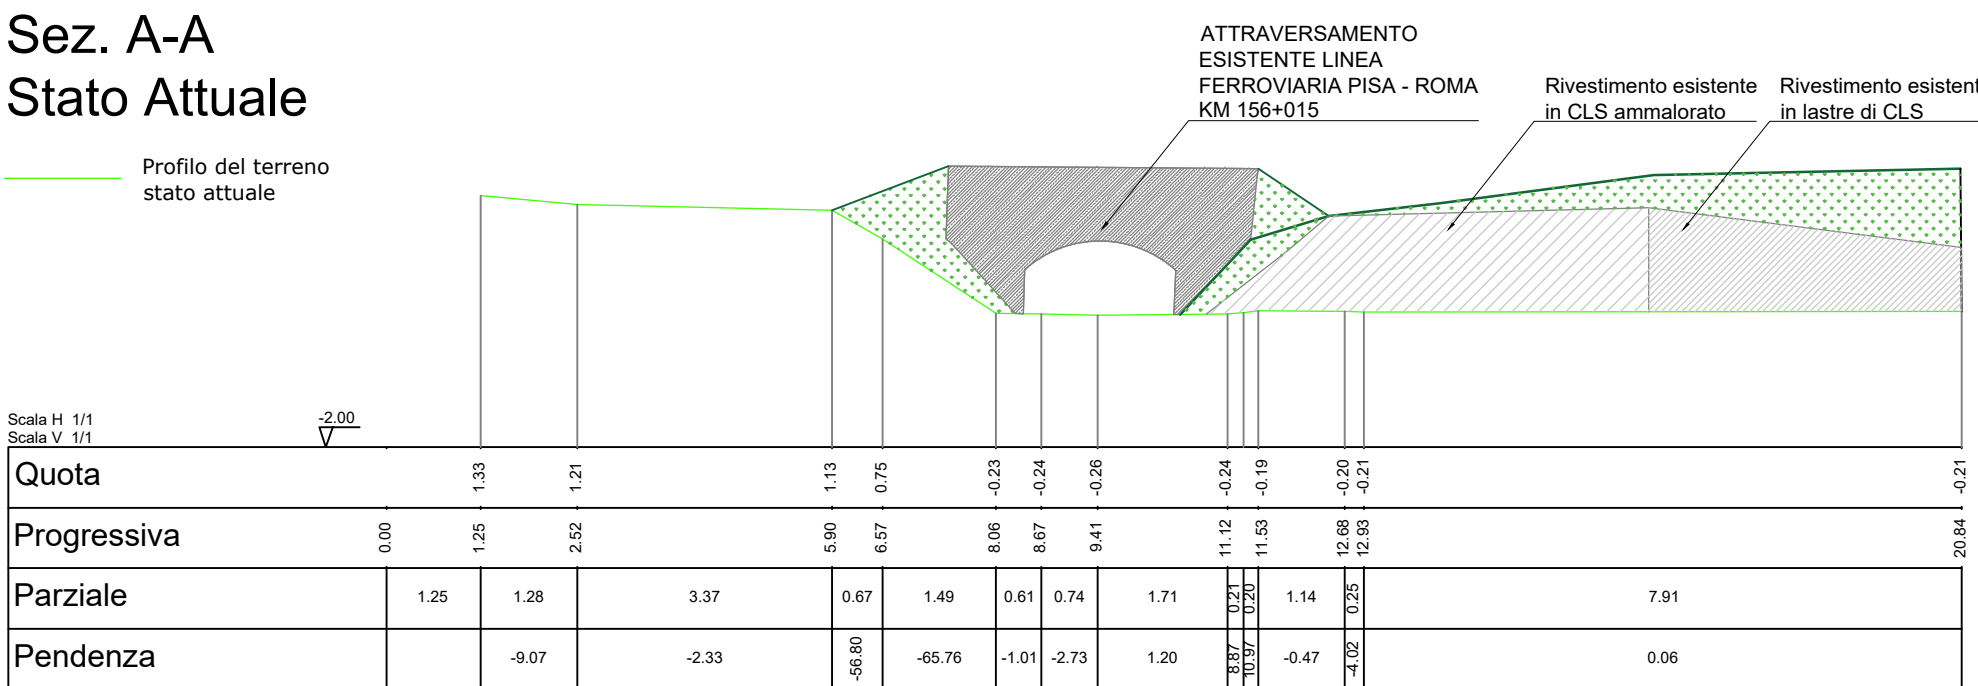 Sez. A-A
Stato Attuale
Profilo del terreno
stato attuale
ATTRAVERSAMENTO
ESISTENTE LINEA
FERROVIARIA PISA - ROMA
KM 156+015
Rivestimento esistente
in CLS ammalorato
Rivestimento esistent
in lastre di CLS
Scala H 1/1
Scala V 1/1
-2.00
Quota 1.33 1.21 1.13 0.75 -0.23 -0.24 -0.26 -0.24 -0.19 -0.20 -0.21 -0.21
Progressiva 0.00 1.25 2.52 5.90 6.57 8.06 8.67 9.41 11.12 11.53 12.68 12.93 20.84
Parziale 1.25 1.28 3.37 0.67 1.49 0.61 0.74 1.71 0.21 0.20 1.14 0.25 7.91
Pendenza -9.07 -2.33 -56.80 -65.76 -1.01 -2.73 1.20 8.87 10.97 -0.47 -4.02 0.06